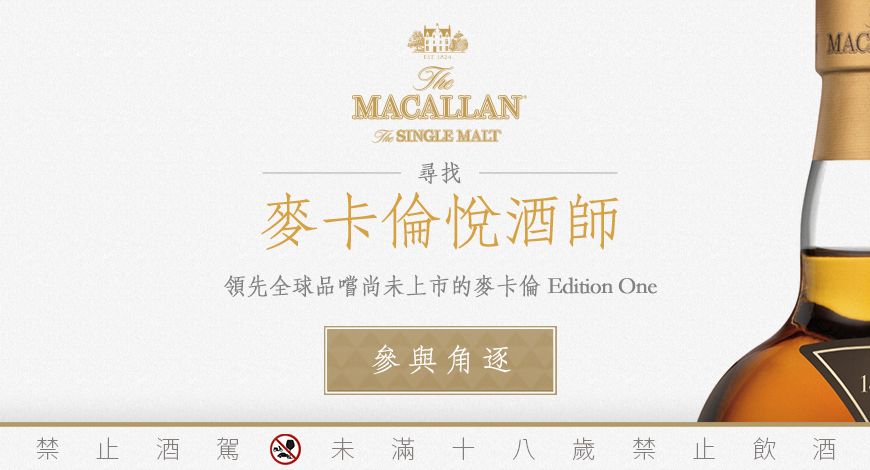 EST. 1824
The
MACALLAN
The SINGLE MALT
尋找
麥卡倫悅酒師
領先全球品嚐尚未上市的麥卡倫 Edition One
參與角逐
MAC
禁止酒駕 未滿十八歲禁止飲酒